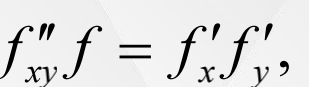 f''_{xy} f = f'_x f'_y,